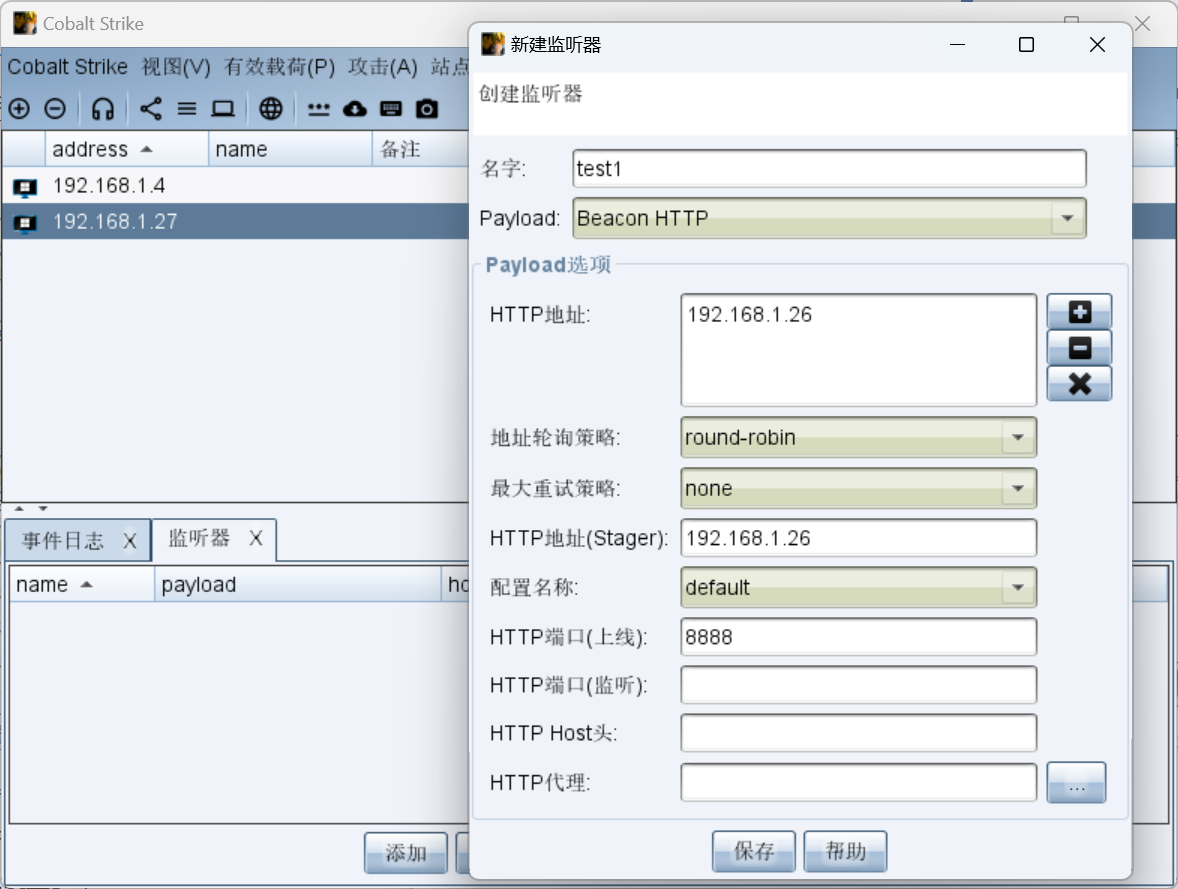 Cobalt Strike
Cobalt Strike 视图(V) 有效载荷(P) 攻击(A) 站点
address name 备注
192.168.1.4
192.168.1.27
事件日志 X 监听器 X
name payload ho
添加
新建监听器
创建监听器
名字: test1
Payload: Beacon HTTP
Payload选项
HTTP地址: 192.168.1.26
地址轮询策略: round-robin
最大重试策略: none
HTTP地址(Stager): 192.168.1.26
配置名称: default
HTTP端口(上线): 8888
HTTP端口(监听):
HTTP Host头:
HTTP代理: ...
保存 帮助